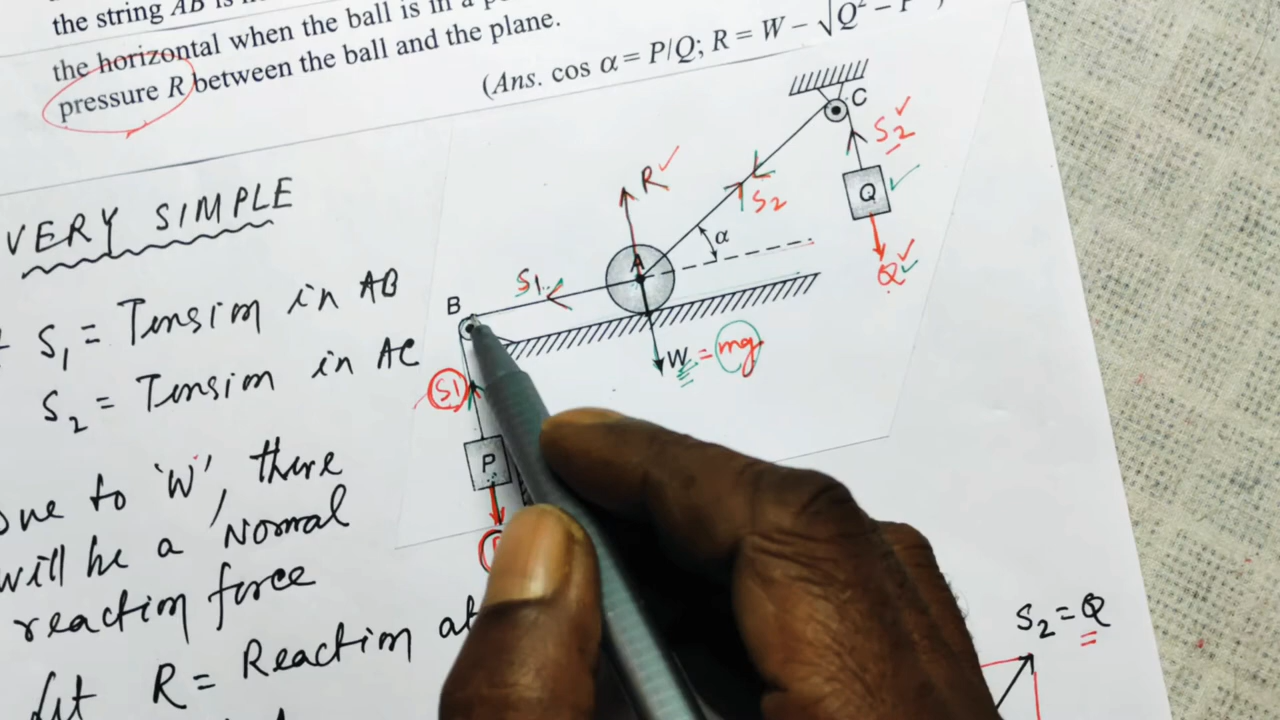 the string AB is
the horizontal when the ball is in a
pressure R between the ball and the plane.
(Ans. cos α = P/Q; R = W − √Q² − P²
VERY SIMPLE
S₁ = Tension in AB
S₂ = Tension in AC
Due to 'W', there
will be a Normal
reaction force
Let R = Reaction at
C
S₂
Q
Q
R
S₂
α
A
S₁
B
W = mg
S1
P
S₂ = Q